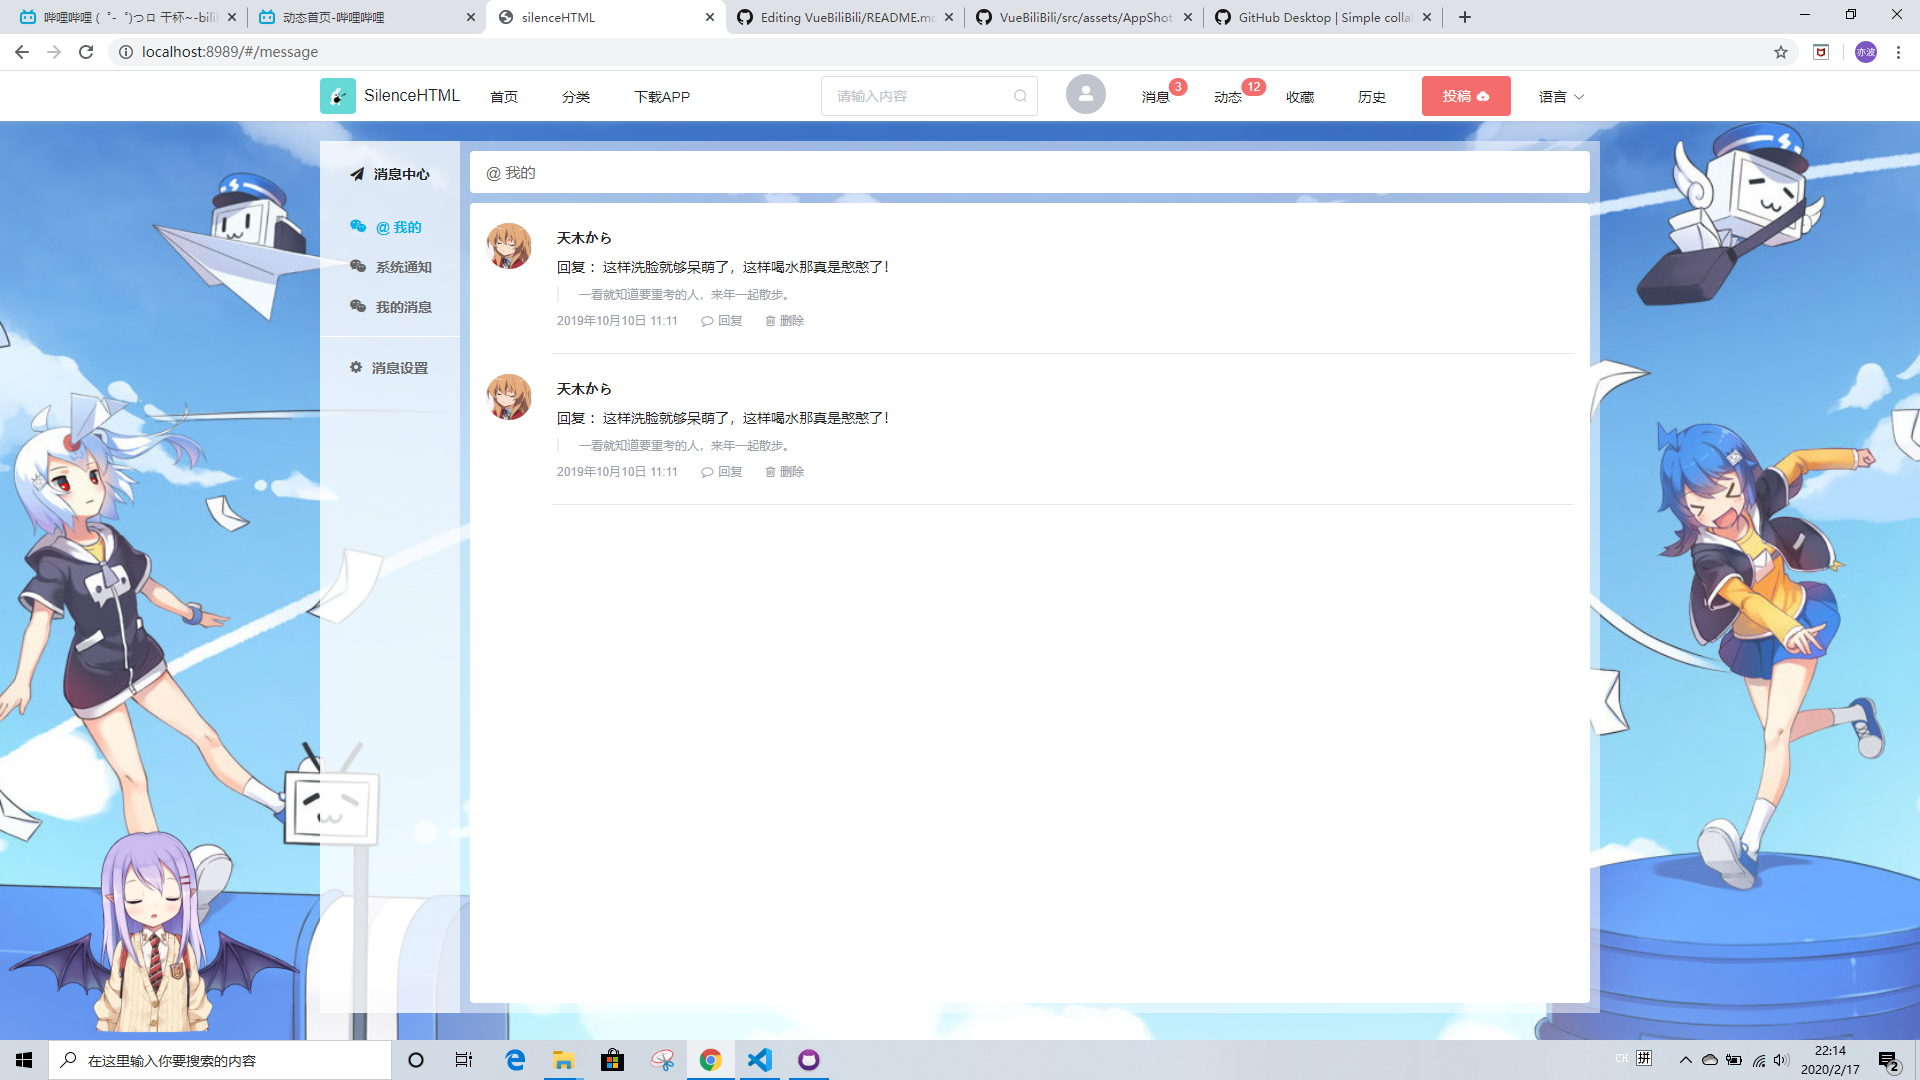 哔哩哔哩 ( ゜- ゜)つロ 干杯~-bili
动态首页-哔哩哔哩
silenceHTML
Editing VueBiliBili/README.m
VueBiliBili/src/assets/AppShot
GitHub Desktop | Simple colla
localhost:8989/#/message
亦波
SilenceHTML
首页
分类
下载APP
请输入内容
消息
3
动态
12
收藏
历史
投稿
语言
消息中心
@ 我的
系统通知
我的消息
消息设置
@ 我的
天木から
回复： 这样洗脸就够呆萌了，这样喝水那真是憨憨了！
一看就知道要重考的人，来年一起散步。
2019年10月10日 11:11 回复 删除
天木から
回复： 这样洗脸就够呆萌了，这样喝水那真是憨憨了！
一看就知道要重考的人，来年一起散步。
2019年10月10日 11:11 回复 删除
在这里输入你要搜索的内容
CH 拼
22:14
2020/2/17
2